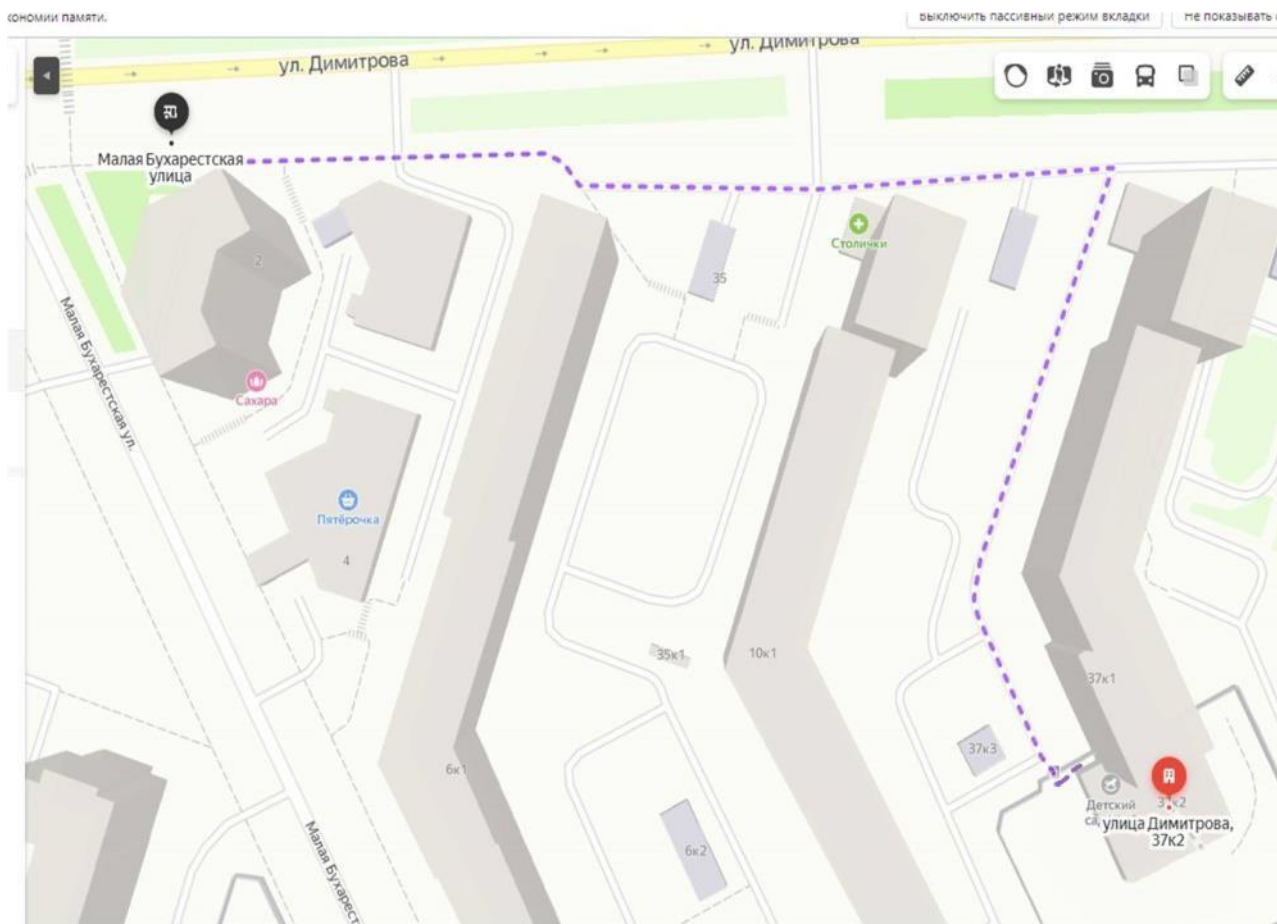 кономии памяти.
Выключить пассивный режим вкладки
Не показывать
ул. Димитрова
ул. Димитрова
Малая Бухарестская
улица
2
35
Столички
Малая Бухарестская ул.
Сахара
Пятёрочка
4
35к1
10к1
37к1
6к1
37к3
Детский
37к2
улица Димитрова,
37к2
6к2
Малая Бухарест